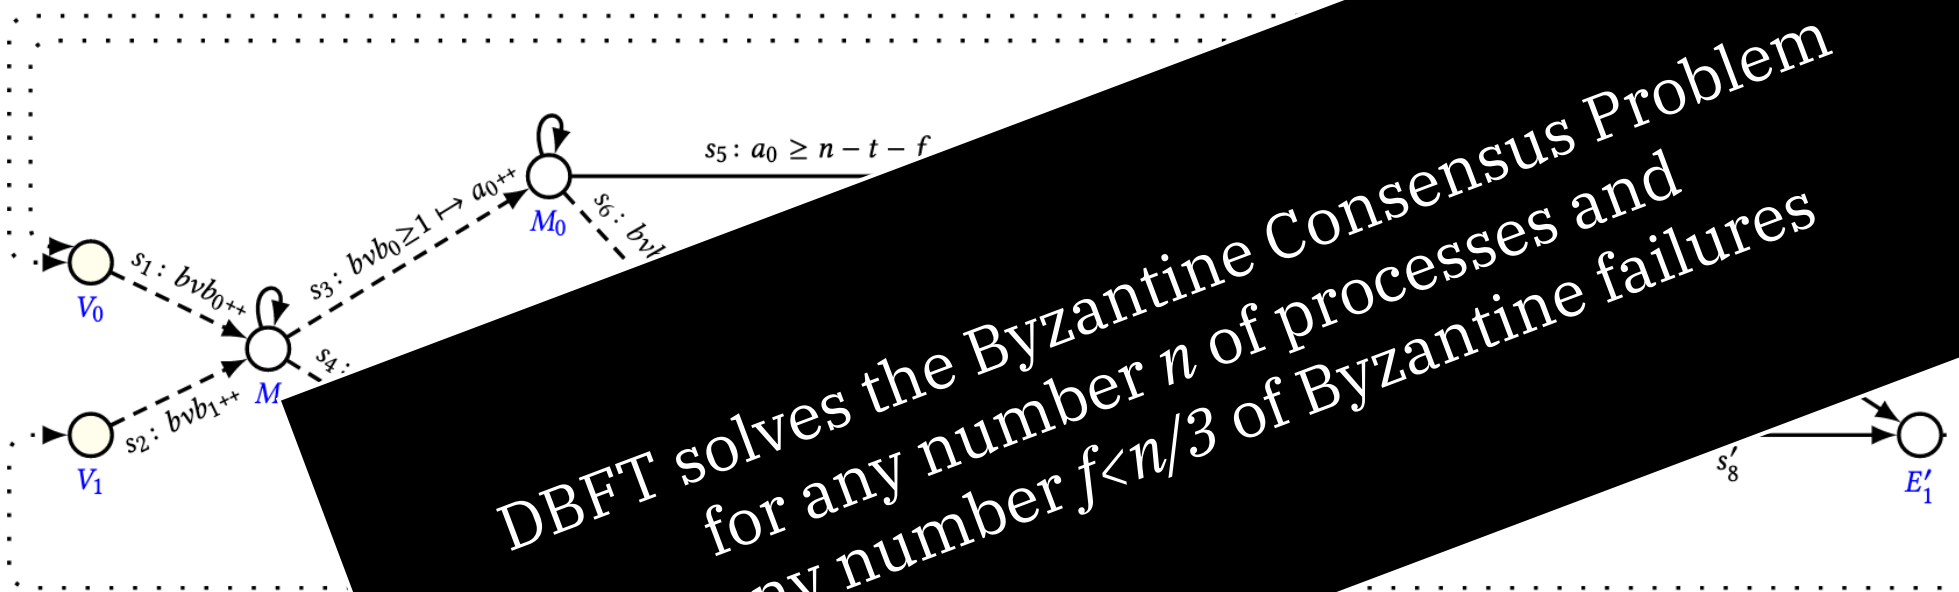 s₅: a₀ ≥ n − t − f
s₃: bvb₀≥1 ↦ a₀++
M₀
s₆:
s₁: bvb₀++
V₀
s₄:
M
s₂: bvb₁++
V₁
DBFT solves the Byzantine Consensus Problem
for any number n of processes and
number f<n/3 of Byzantine failures
s′₈
E′₁